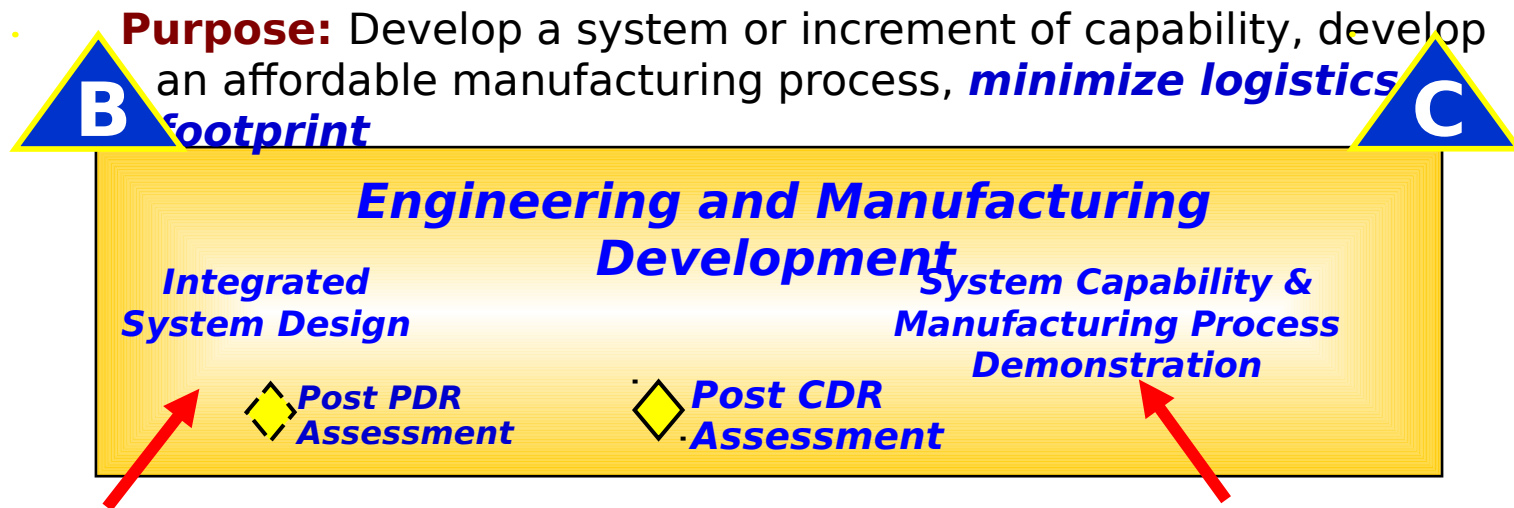 Purpose: Develop a system or increment of capability, develop
an affordable manufacturing process, minimize logistics
footprint
B
C
Engineering and Manufacturing
Development
Integrated
System Design
System Capability &
Manufacturing Process
Demonstration
Post PDR
Assessment
Post CDR
Assessment